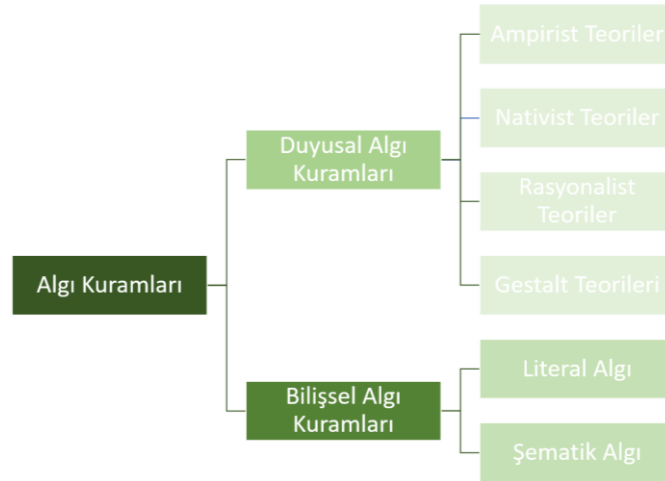 Algı Kuramları
Duyusal Algı
Kuramları
Ampirist Teoriler
Nativist Teoriler
Rasyonalist
Teoriler
Gestalt Teorileri
Bilişsel Algı
Kuramları
Literal Algı
Şematik Algı